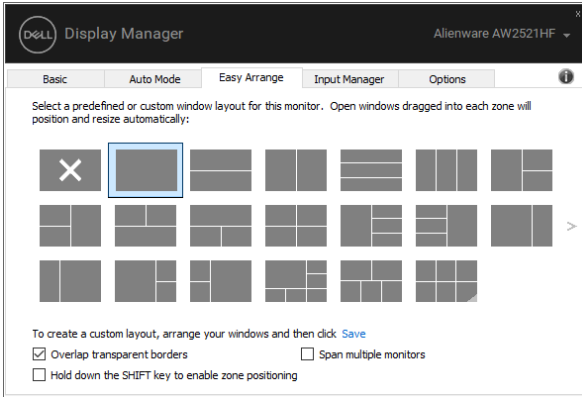 x
DELL Display Manager Alienware AW2521HF
Basic Auto Mode Easy Arrange Input Manager Options i
Select a predefined or custom window layout for this monitor. Open windows dragged into each zone will
position and resize automatically:
>
To create a custom layout, arrange your windows and then click Save
Overlap transparent borders Span multiple monitors
Hold down the SHIFT key to enable zone positioning